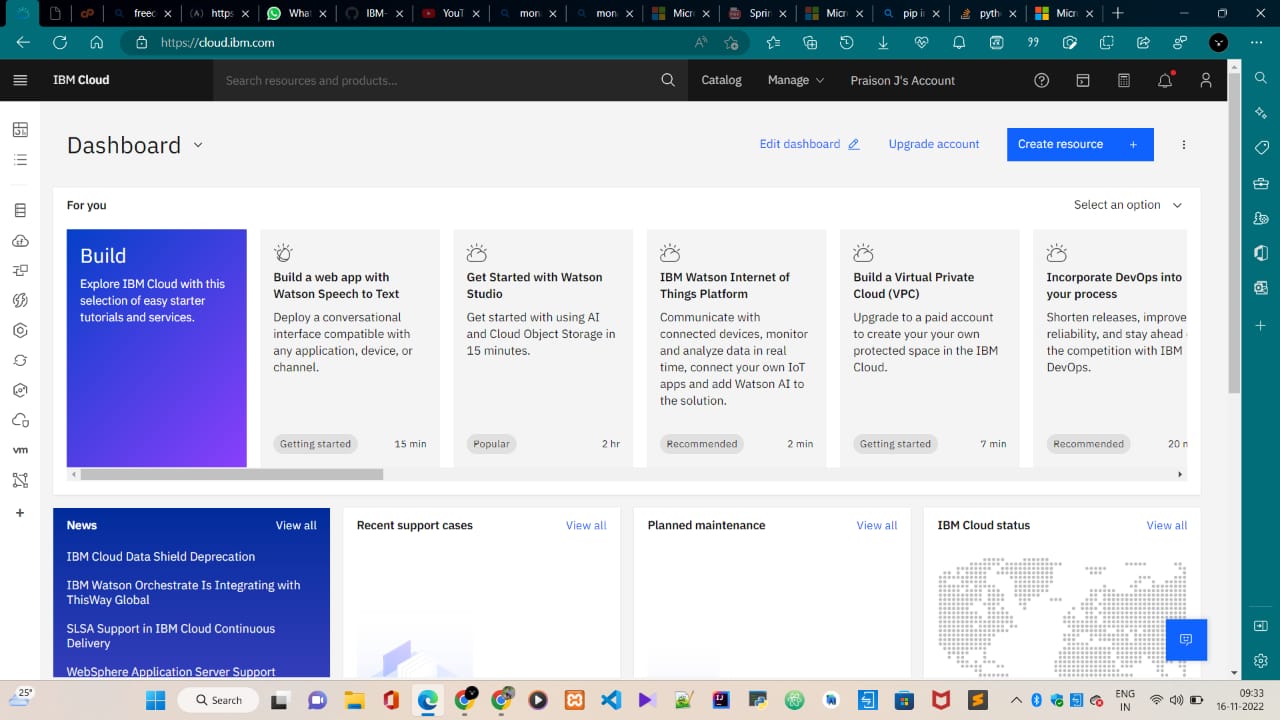 freec
https
What
IBM-
YouT
mon
mon
Micro
Sprin
Micro
pip in
pyth
Micro
https://cloud.ibm.com
IBM Cloud
Search resources and products...
Catalog
Manage
Praison J's Account
Dashboard
Edit dashboard
Upgrade account
Create resource +
For you
Select an option
Build
Explore IBM Cloud with this
selection of easy starter
tutorials and services.
Build a web app with
Watson Speech to Text
Deploy a conversational
interface compatible with
any application, device, or
channel.
Getting started 15 min
Get Started with Watson
Studio
Get started with using AI
and Cloud Object Storage in
15 minutes.
Popular 2 hr
IBM Watson Internet of
Things Platform
Communicate with
connected devices, monitor
and analyze data in real
time, connect your own IoT
apps and add Watson AI to
the solution.
Recommended 2 min
Build a Virtual Private
Cloud (VPC)
Upgrade to a paid account
to create your your own
protected space in the IBM
Cloud.
Getting started 7 min
Incorporate DevOps into
your process
Shorten releases, improve
reliability, and stay ahead
the competition with IBM
DevOps.
Recommended 20
vm
News View all
IBM Cloud Data Shield Deprecation
IBM Watson Orchestrate Is Integrating with
ThisWay Global
SLSA Support in IBM Cloud Continuous
Delivery
WebSphere Application Server Support
Recent support cases View all
Planned maintenance View all
IBM Cloud status View all
25°
Search
ENG
IN
09:33
16-11-2022